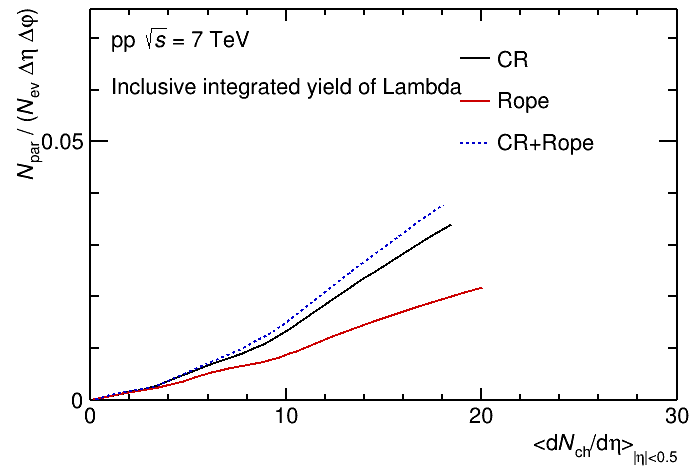 pp √s = 7 TeV
Inclusive integrated yield of Lambda
CR
Rope
CR+Rope
N_par / (N_ev Δη Δφ)
0.05
0
0 10 20 30
<dN_ch/dη>_|η|<0.5